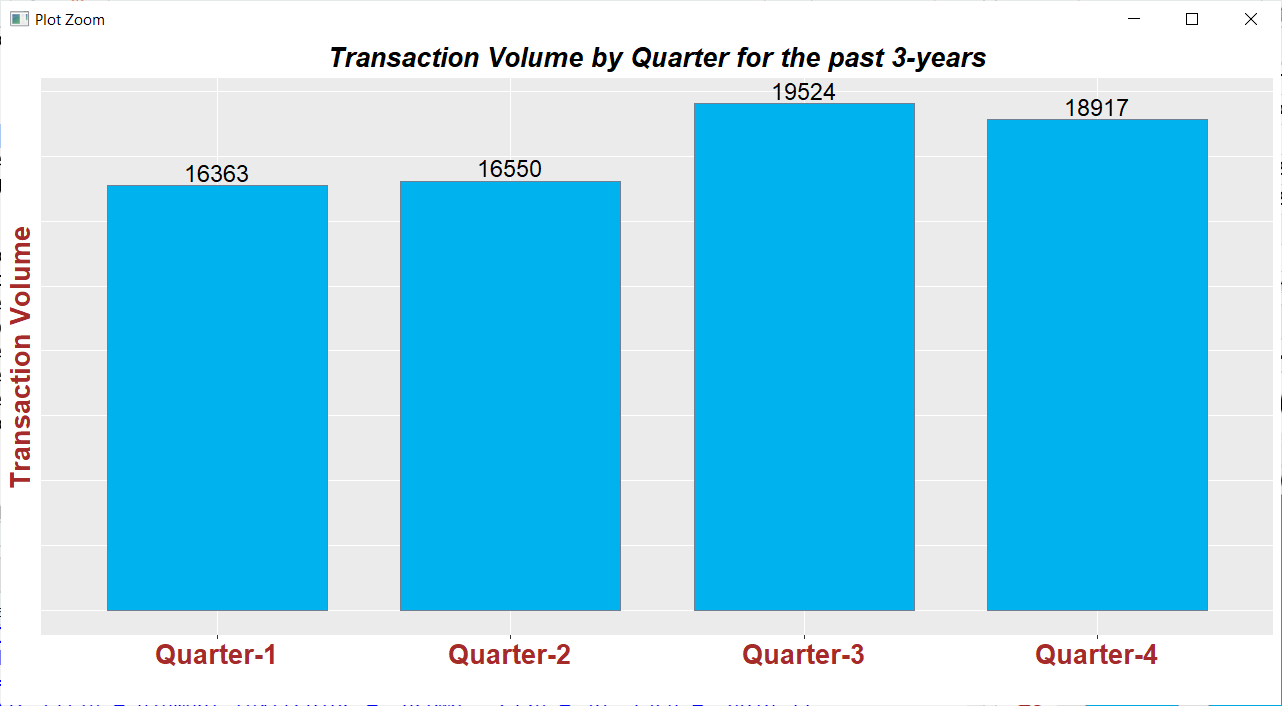 Plot Zoom
Transaction Volume by Quarter for the past 3-years
Transaction Volume
16363
16550
19524
18917
Quarter-1
Quarter-2
Quarter-3
Quarter-4